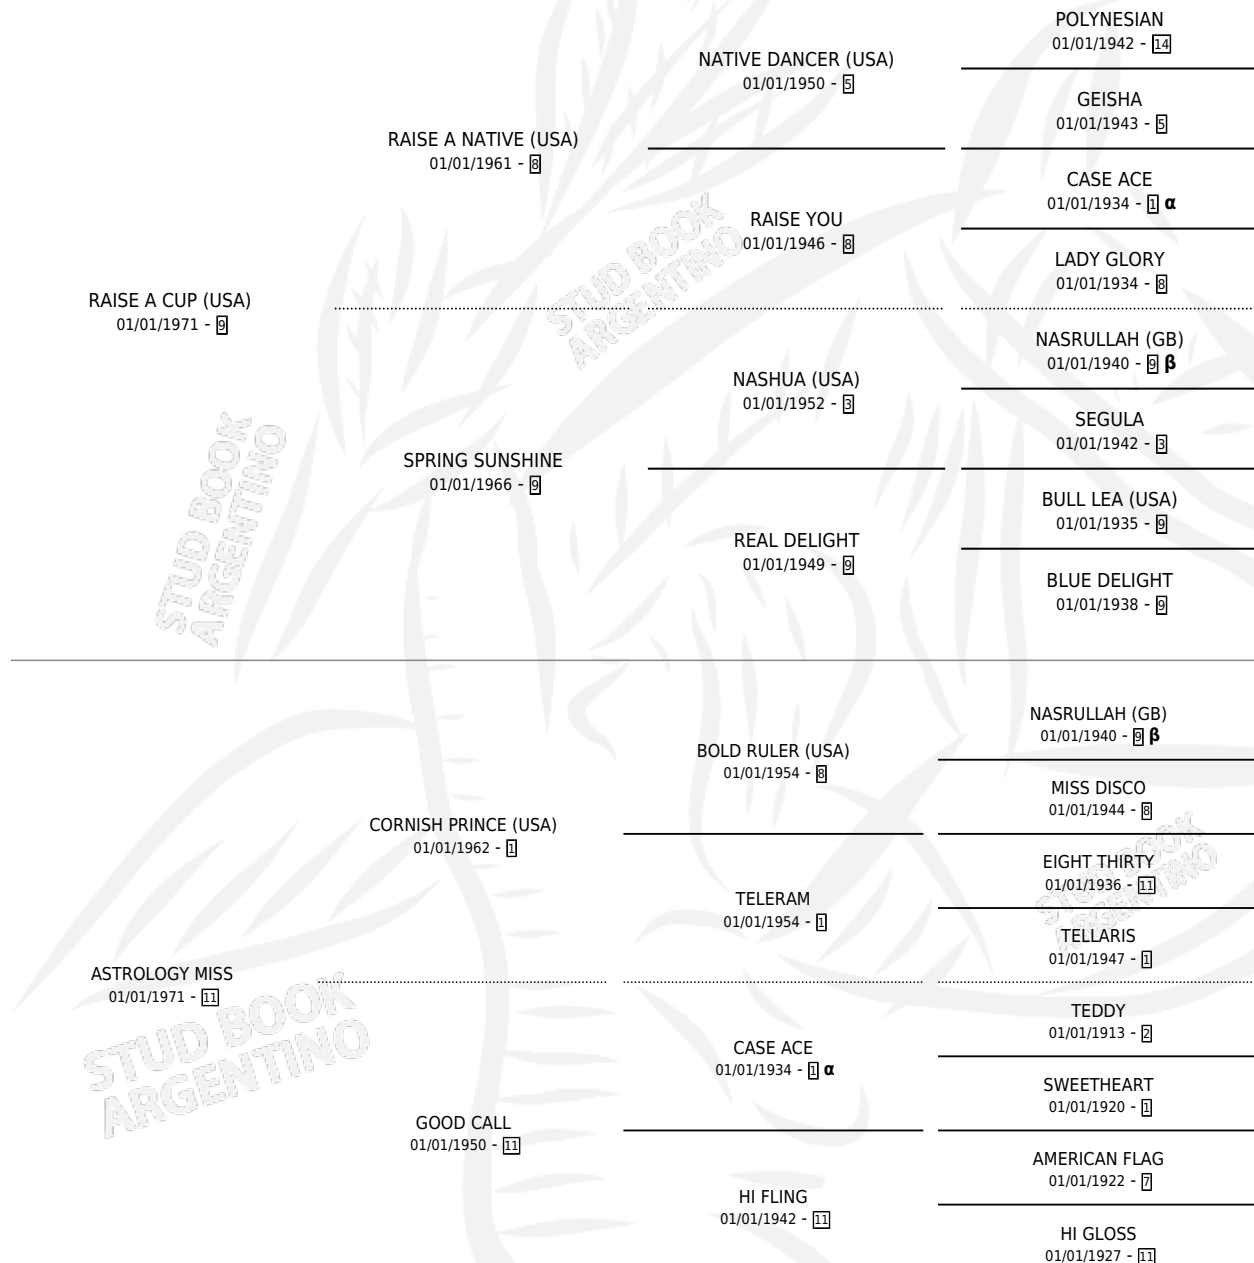 POLYNESIAN
01/01/1942 - 14
NATIVE DANCER (USA)
01/01/1950 - 5
GEISHA
01/01/1943 - 5
RAISE A NATIVE (USA)
01/01/1961 - 8
CASE ACE
01/01/1934 - 1 α
RAISE YOU
01/01/1946 - 8
LADY GLORY
01/01/1934 - 8
RAISE A CUP (USA)
01/01/1971 - 9
STUD BOOK
ARGENTINO
NASRULLAH (GB)
01/01/1940 - 9 β
NASHUA (USA)
01/01/1952 - 3
SEGULA
01/01/1942 - 3
SPRING SUNSHINE
01/01/1966 - 9
BULL LEA (USA)
01/01/1935 - 9
REAL DELIGHT
01/01/1949 - 9
BLUE DELIGHT
01/01/1938 - 9
STUD BOOK
ARGENTINO
NASRULLAH (GB)
01/01/1940 - 9 β
BOLD RULER (USA)
01/01/1954 - 8
MISS DISCO
01/01/1944 - 8
CORNISH PRINCE (USA)
01/01/1962 - 1
EIGHT THIRTY
01/01/1936 - 11
TELERAM
01/01/1954 - 1
TELLARIS
01/01/1947 - 1
STUD BOOK
ARGENTINO
ASTROLOGY MISS
01/01/1971 - 11
STUD BOOK
ARGENTINO
TEDDY
01/01/1913 - 2
CASE ACE
01/01/1934 - 1 α
SWEETHEART
01/01/1920 - 1
GOOD CALL
01/01/1950 - 11
AMERICAN FLAG
01/01/1922 - 7
HI FLING
01/01/1942 - 11
HI GLOSS
01/01/1927 - 11